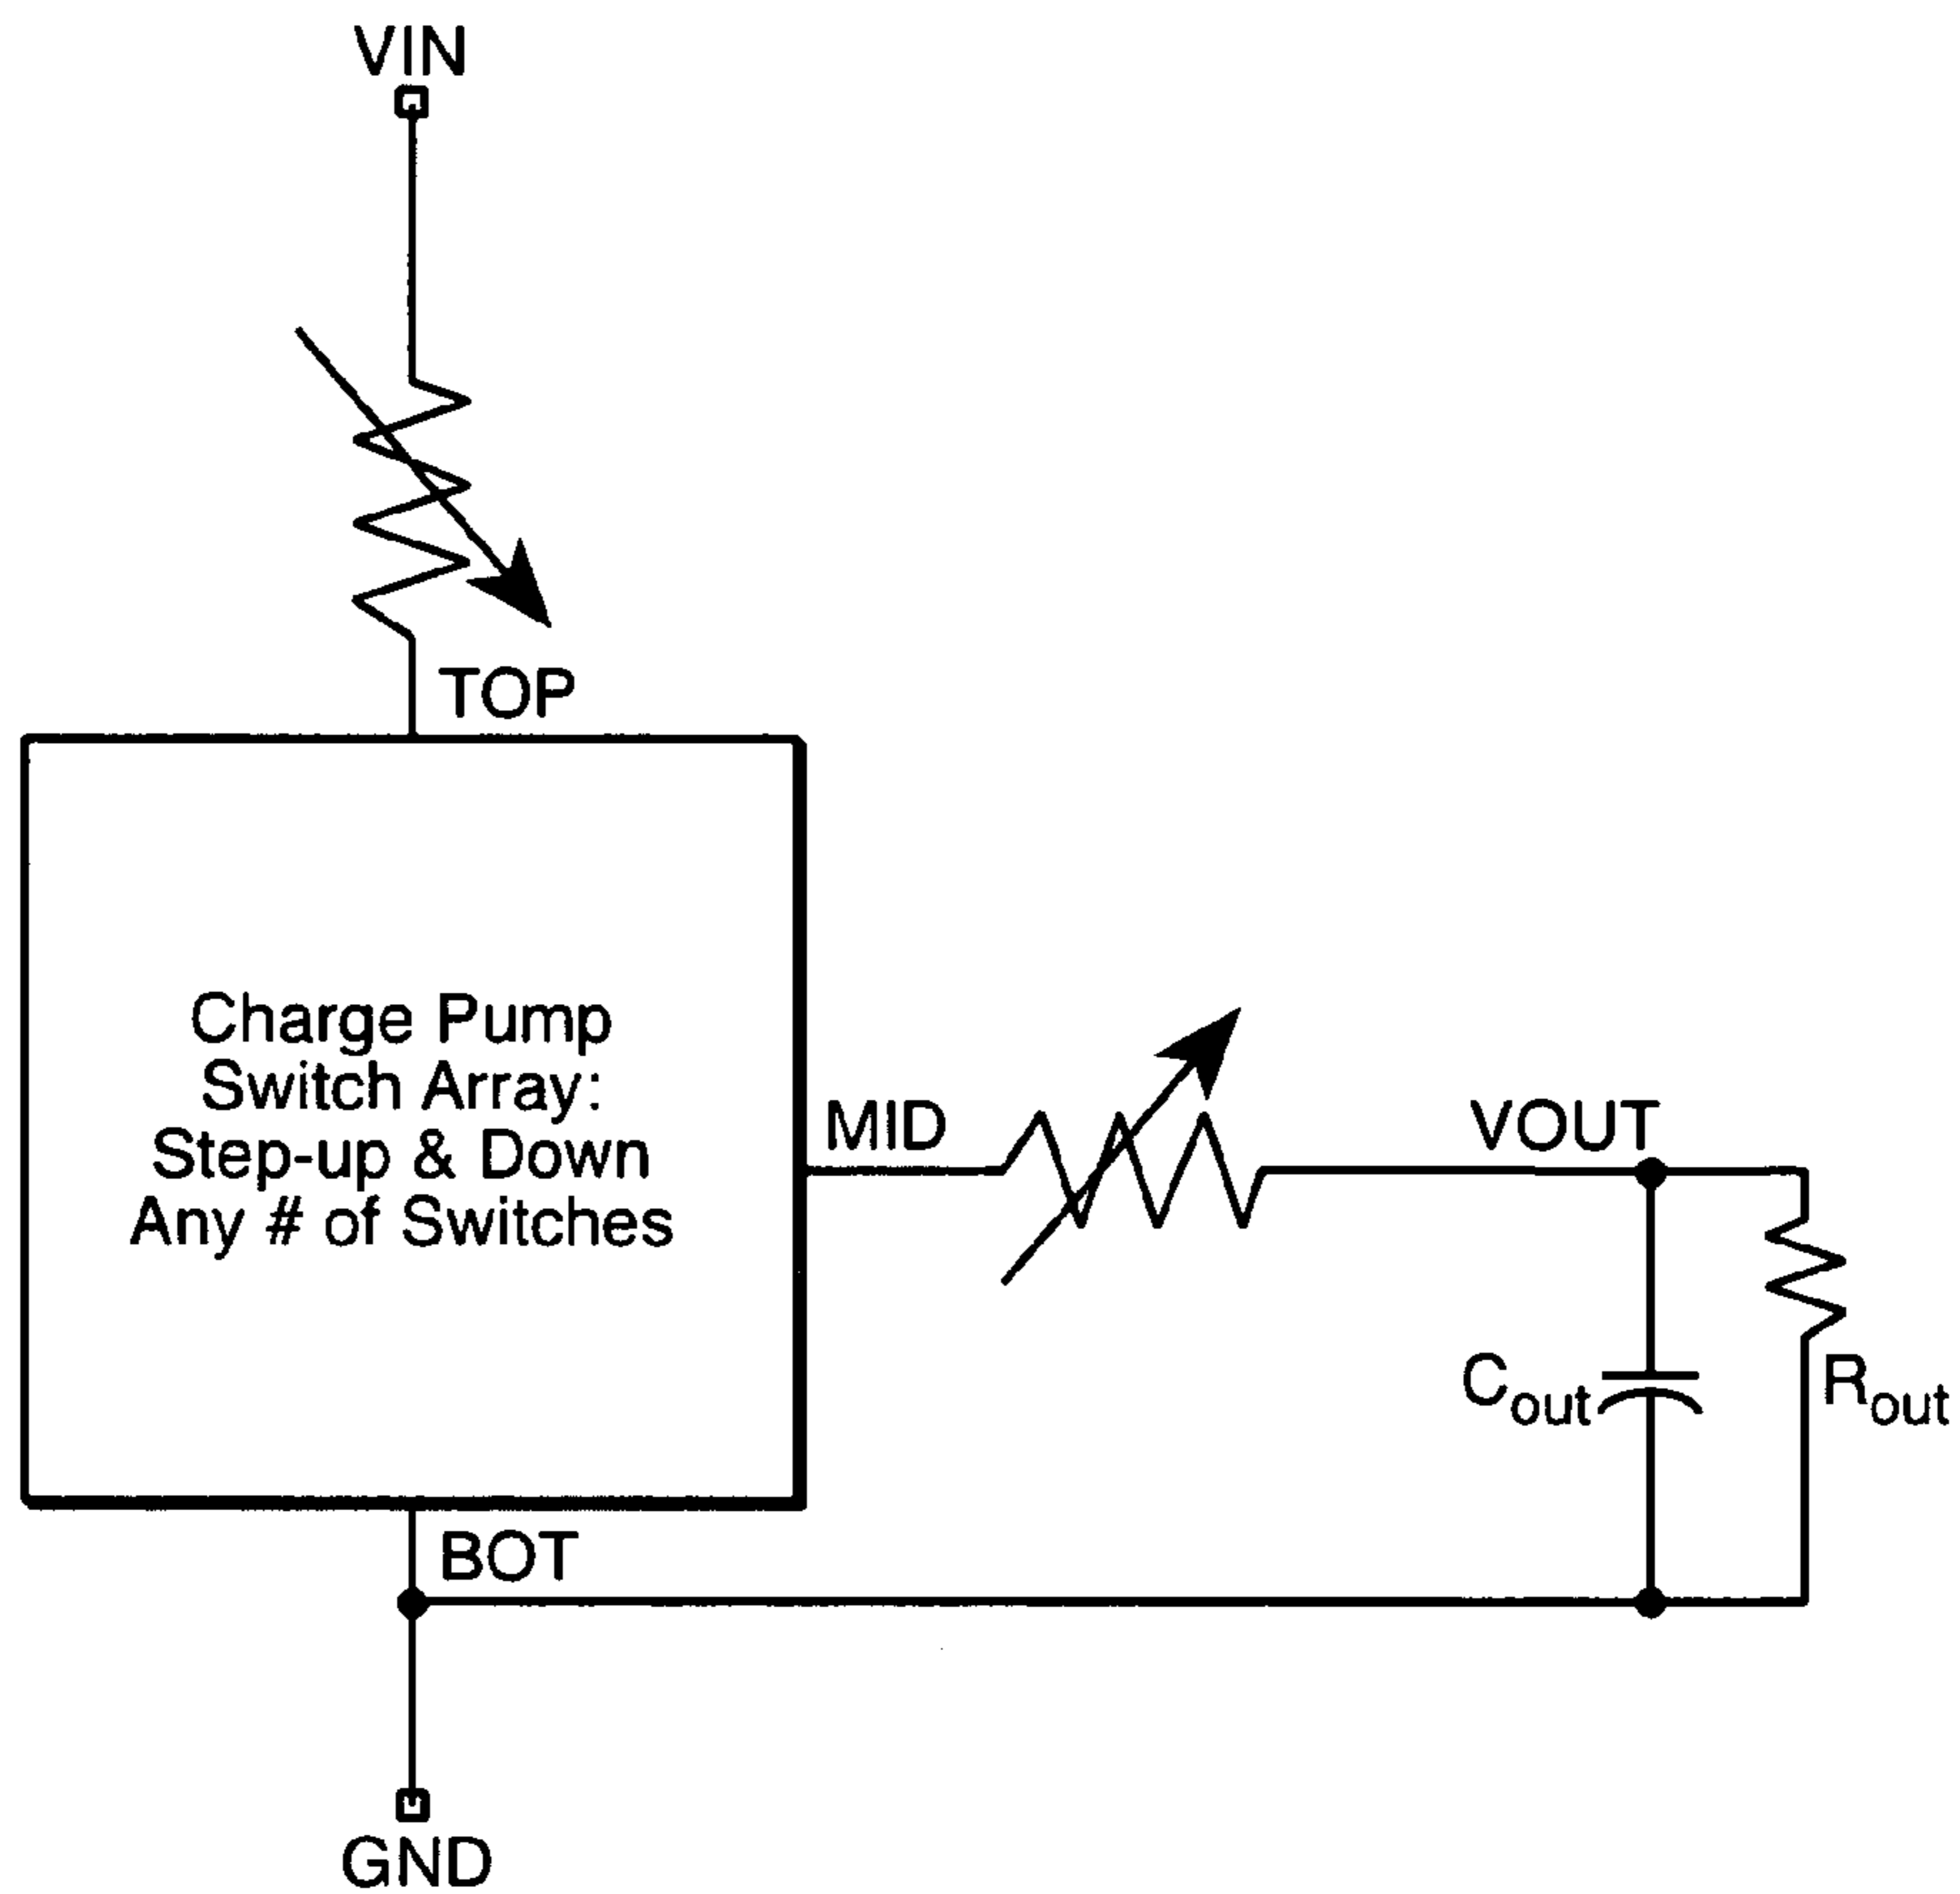 VIN
TOP
Charge Pump
Switch Array:
Step-up & Down
Any # of Switches
MID
VOUT
Cout
Rout
BOT
GND